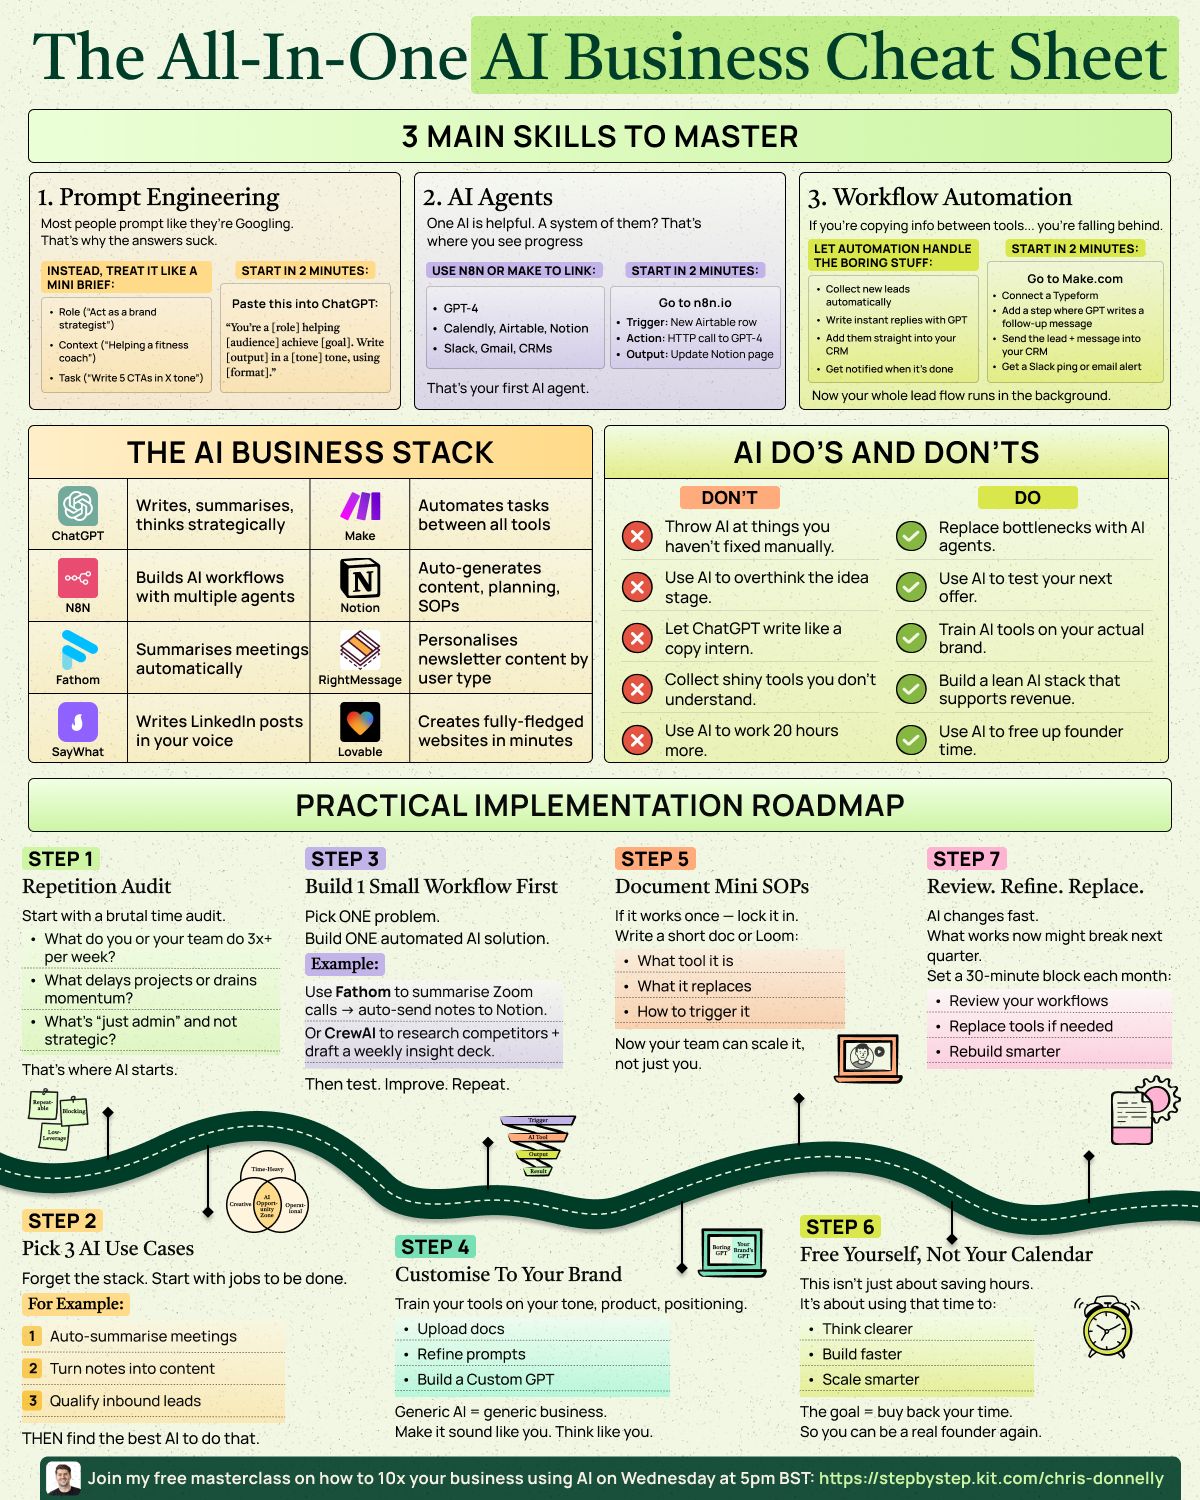 The All-In-One AI Business Cheat Sheet
3 MAIN SKILLS TO MASTER
1. Prompt Engineering
Most people prompt like they're Googling.
That's why the answers suck.
INSTEAD, TREAT IT LIKE A
MINI BRIEF:
• Role ("Act as a brand
strategist")
• Context ("Helping a fitness
coach")
• Task ("Write 5 CTAs in X tone")
START IN 2 MINUTES:
Paste this into ChatGPT:
"You're a [role] helping
[audience] achieve [goal]. Write
[output] in a [tone] tone, using
[format]."
2. AI Agents
One AI is helpful. A system of them? That's
where you see progress
USE N8N OR MAKE TO LINK:
• GPT-4
• Calendly, Airtable, Notion
• Slack, Gmail, CRMs
START IN 2 MINUTES:
Go to n8n.io
• Trigger: New Airtable row
• Action: HTTP call to GPT-4
• Output: Update Notion page
That's your first AI agent.
3. Workflow Automation
If you're copying info between tools... you're falling behind.
LET AUTOMATION HANDLE
THE BORING STUFF:
• Collect new leads
automatically
• Write instant replies with GPT
• Add them straight into your
CRM
• Get notified when it's done
START IN 2 MINUTES:
Go to Make.com
• Connect a Typeform
• Add a step where GPT writes a
follow-up message
• Send the lead + message into
your CRM
• Get a Slack ping or email alert
Now your whole lead flow runs in the background.
THE AI BUSINESS STACK
ChatGPT
Writes, summarises,
thinks strategically
Make
Automates tasks
between all tools
N8N
Builds AI workflows
with multiple agents
N
Notion
Auto-generates
content, planning,
SOPs
Fathom
Summarises meetings
automatically
RightMessage
Personalises
newsletter content by
user type
SayWhat
Writes LinkedIn posts
in your voice
Lovable
Creates fully-fledged
websites in minutes
AI DO'S AND DON'TS
DON'T
Throw AI at things you
haven't fixed manually.
Use AI to overthink the idea
stage.
Let ChatGPT write like a
copy intern.
Collect shiny tools you don't
understand.
Use AI to work 20 hours
more.
DO
Replace bottlenecks with AI
agents.
Use AI to test your next
offer.
Train AI tools on your actual
brand.
Build a lean AI stack that
supports revenue.
Use AI to free up founder
time.
PRACTICAL IMPLEMENTATION ROADMAP
STEP 1
Repetition Audit
Start with a brutal time audit.
• What do you or your team do 3x+
per week?
• What delays projects or drains
momentum?
• What's "just admin" and not
strategic?
That's where AI starts.
Repeat-
able
Blocking
Low-
Leverage
STEP 3
Build 1 Small Workflow First
Pick ONE problem.
Build ONE automated AI solution.
Example:
Use Fathom to summarise Zoom
calls → auto-send notes to Notion.
Or CrewAI to research competitors +
draft a weekly insight deck.
Then test. Improve. Repeat.
Trigger
AI Tool
Output
Result
STEP 5
Document Mini SOPs
If it works once – lock it in.
Write a short doc or Loom:
• What tool it is
• What it replaces
• How to trigger it
Now your team can scale it,
not just you.
STEP 7
Review. Refine. Replace.
AI changes fast.
What works now might break next
quarter.
Set a 30-minute block each month:
• Review your workflows
• Replace tools if needed
• Rebuild smarter
STEP 2
Pick 3 AI Use Cases
Forget the stack. Start with jobs to be done.
For Example:
1 Auto-summarise meetings
2 Turn notes into content
3 Qualify inbound leads
THEN find the best AI to do that.
Time-Heavy
Creative
AI
Opport-
unity
Zone
Operat-
ional
STEP 4
Customise To Your Brand
Train your tools on your tone, product, positioning.
• Upload docs
• Refine prompts
• Build a Custom GPT
Generic AI = generic business.
Make it sound like you. Think like you.
Boring
GPT
Your
Brand's
GPT
STEP 6
Free Yourself, Not Your Calendar
This isn't just about saving hours.
It's about using that time to:
• Think clearer
• Build faster
• Scale smarter
The goal = buy back your time.
So you can be a real founder again.
Join my free masterclass on how to 10x your business using AI on Wednesday at 5pm BST: https://stepbystep.kit.com/chris-donnelly